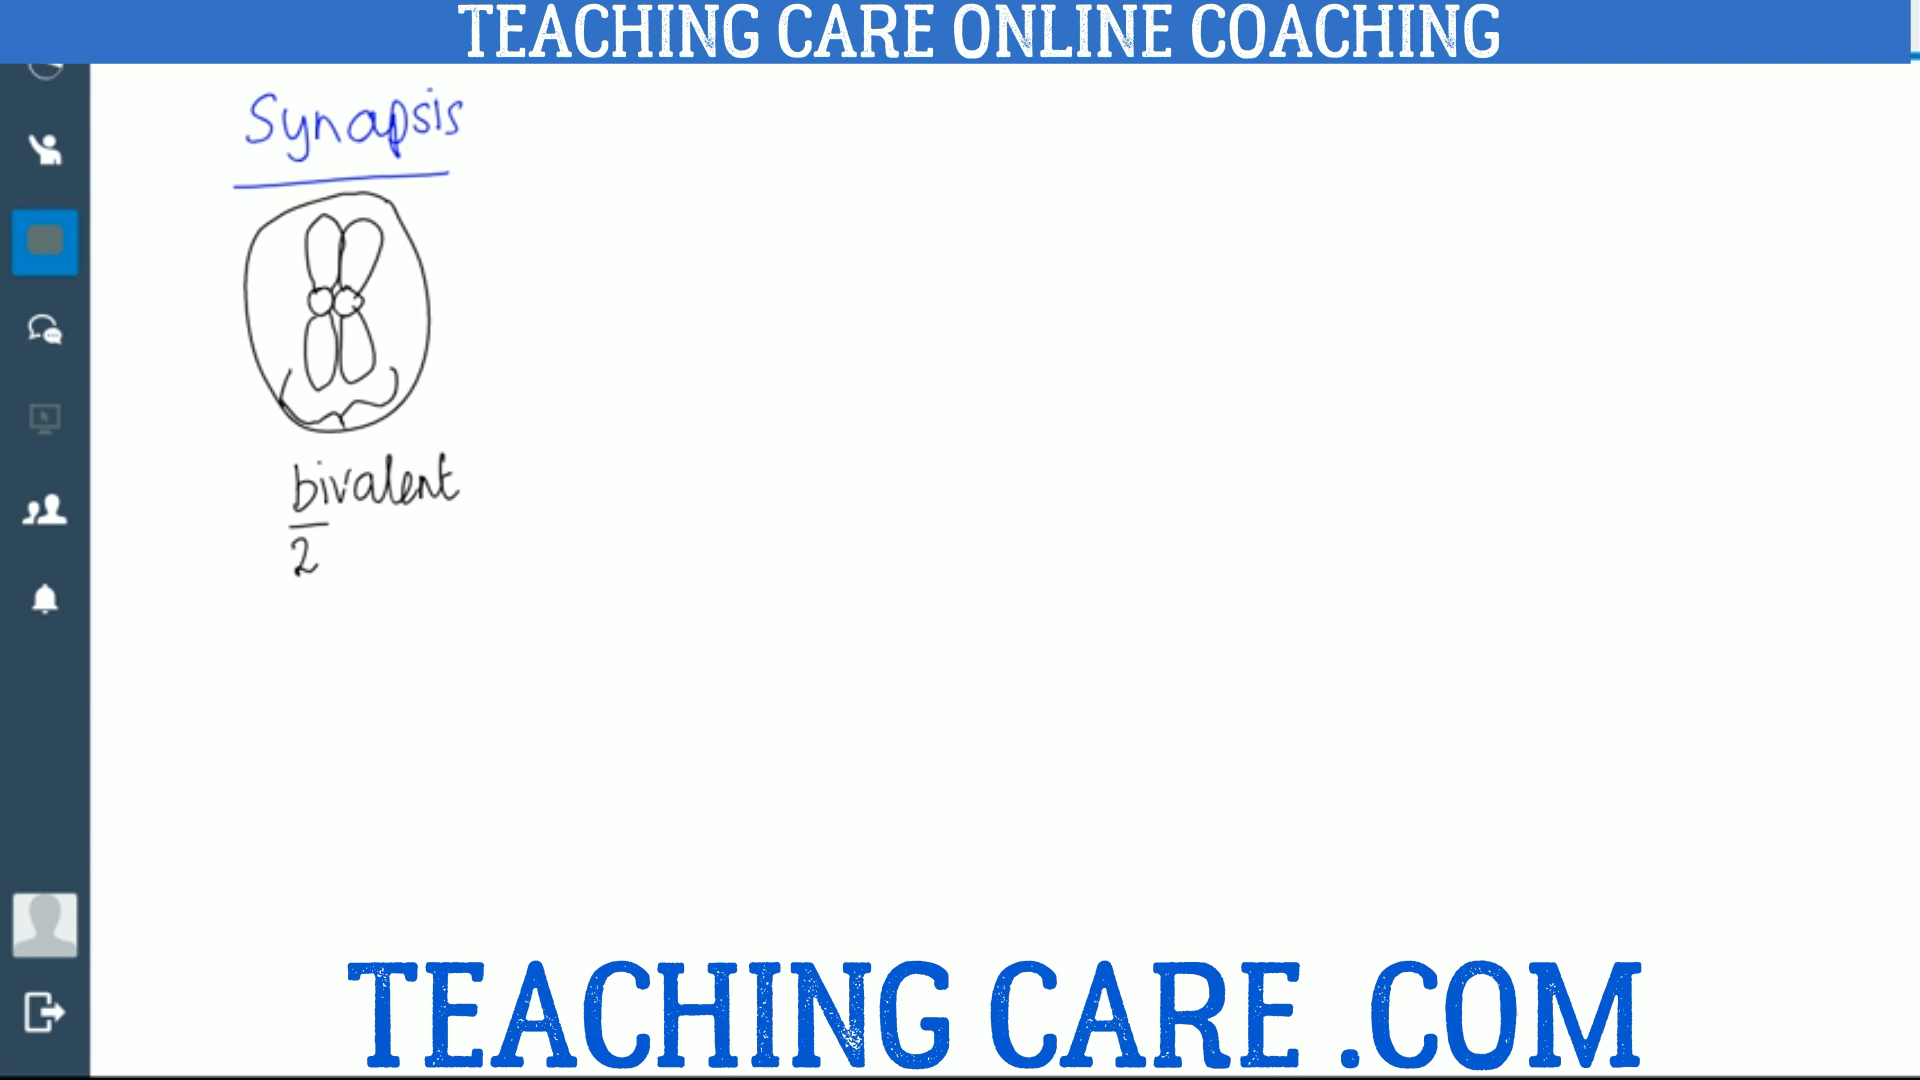 TEACHING CARE ONLINE COACHING
Synapsis
bivalent
2
TEACHING CARE .COM